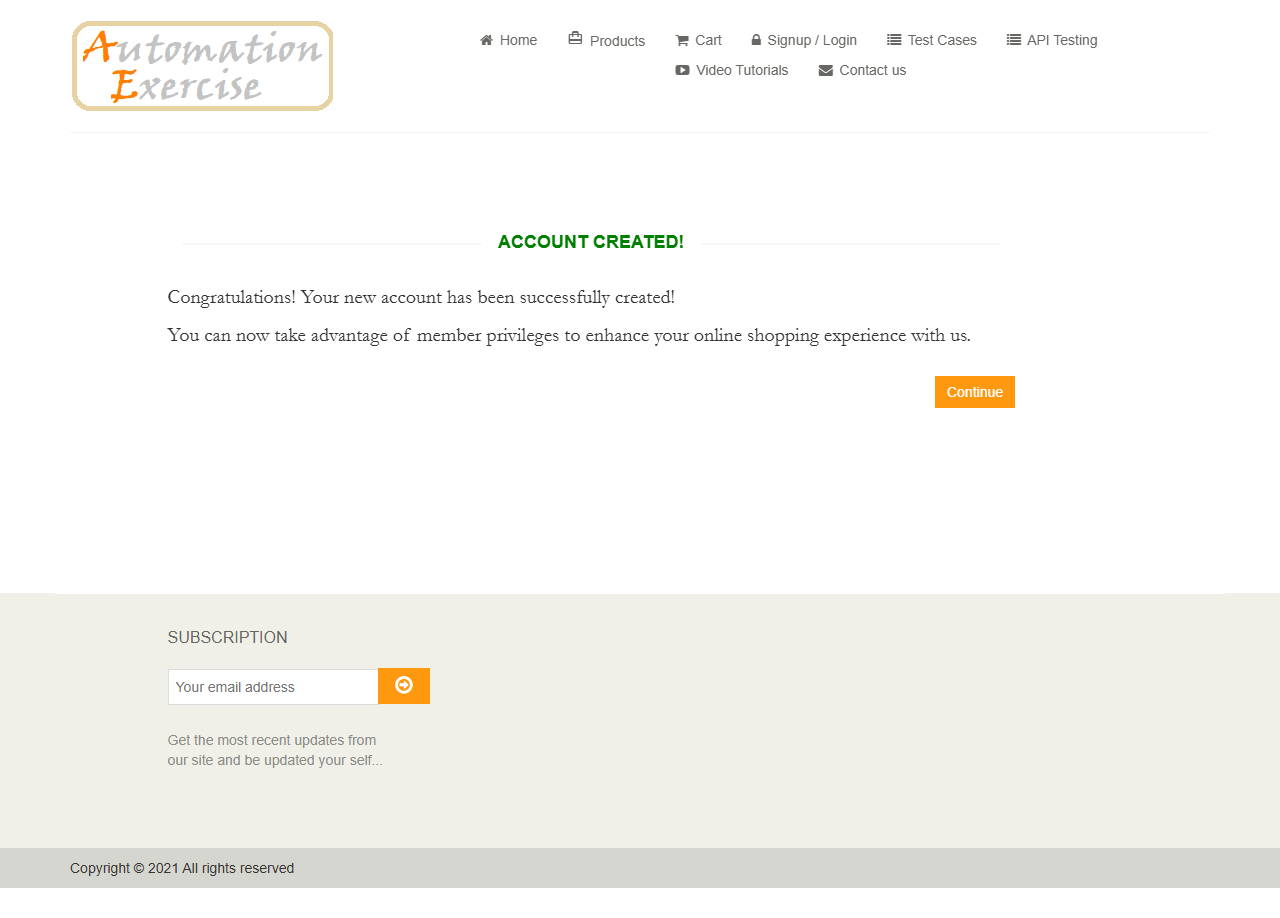 Automation
Exercise
Home
Products
Cart
Signup / Login
Test Cases
API Testing
Video Tutorials
Contact us
ACCOUNT CREATED!
Congratulations! Your new account has been successfully created!
You can now take advantage of member privileges to enhance your online shopping experience with us.
Continue
SUBSCRIPTION
Your email address
Get the most recent updates from
our site and be updated your self...
Copyright © 2021 All rights reserved